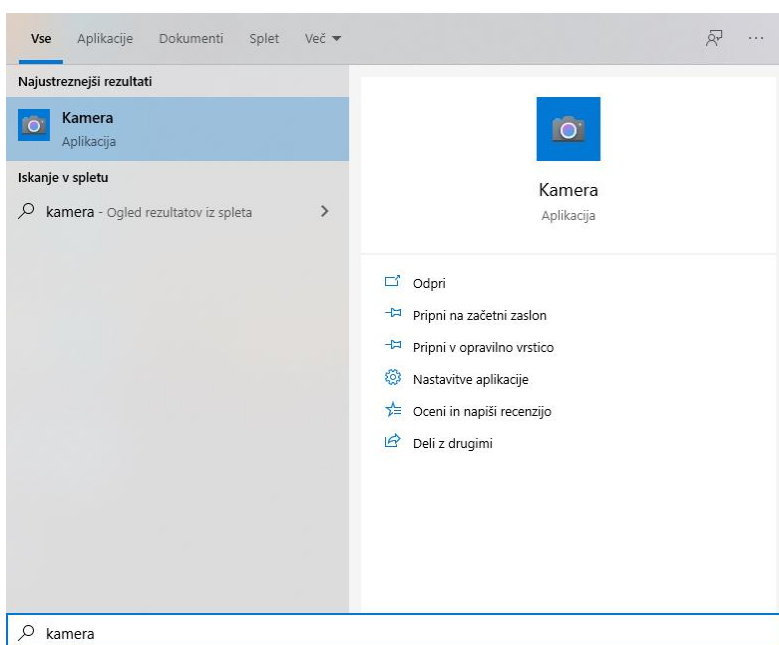 Vse Aplikacije Dokumenti Splet Več
Najustreznejši rezultati
Kamera
Aplikacija
Iskanje v spletu
kamera - Ogled rezultatov iz spleta
Kamera
Aplikacija
Odpri
Pripni na začetni zaslon
Pripni v opravilno vrstico
Nastavitve aplikacije
Oceni in napiši recenzijo
Deli z drugimi
kamera